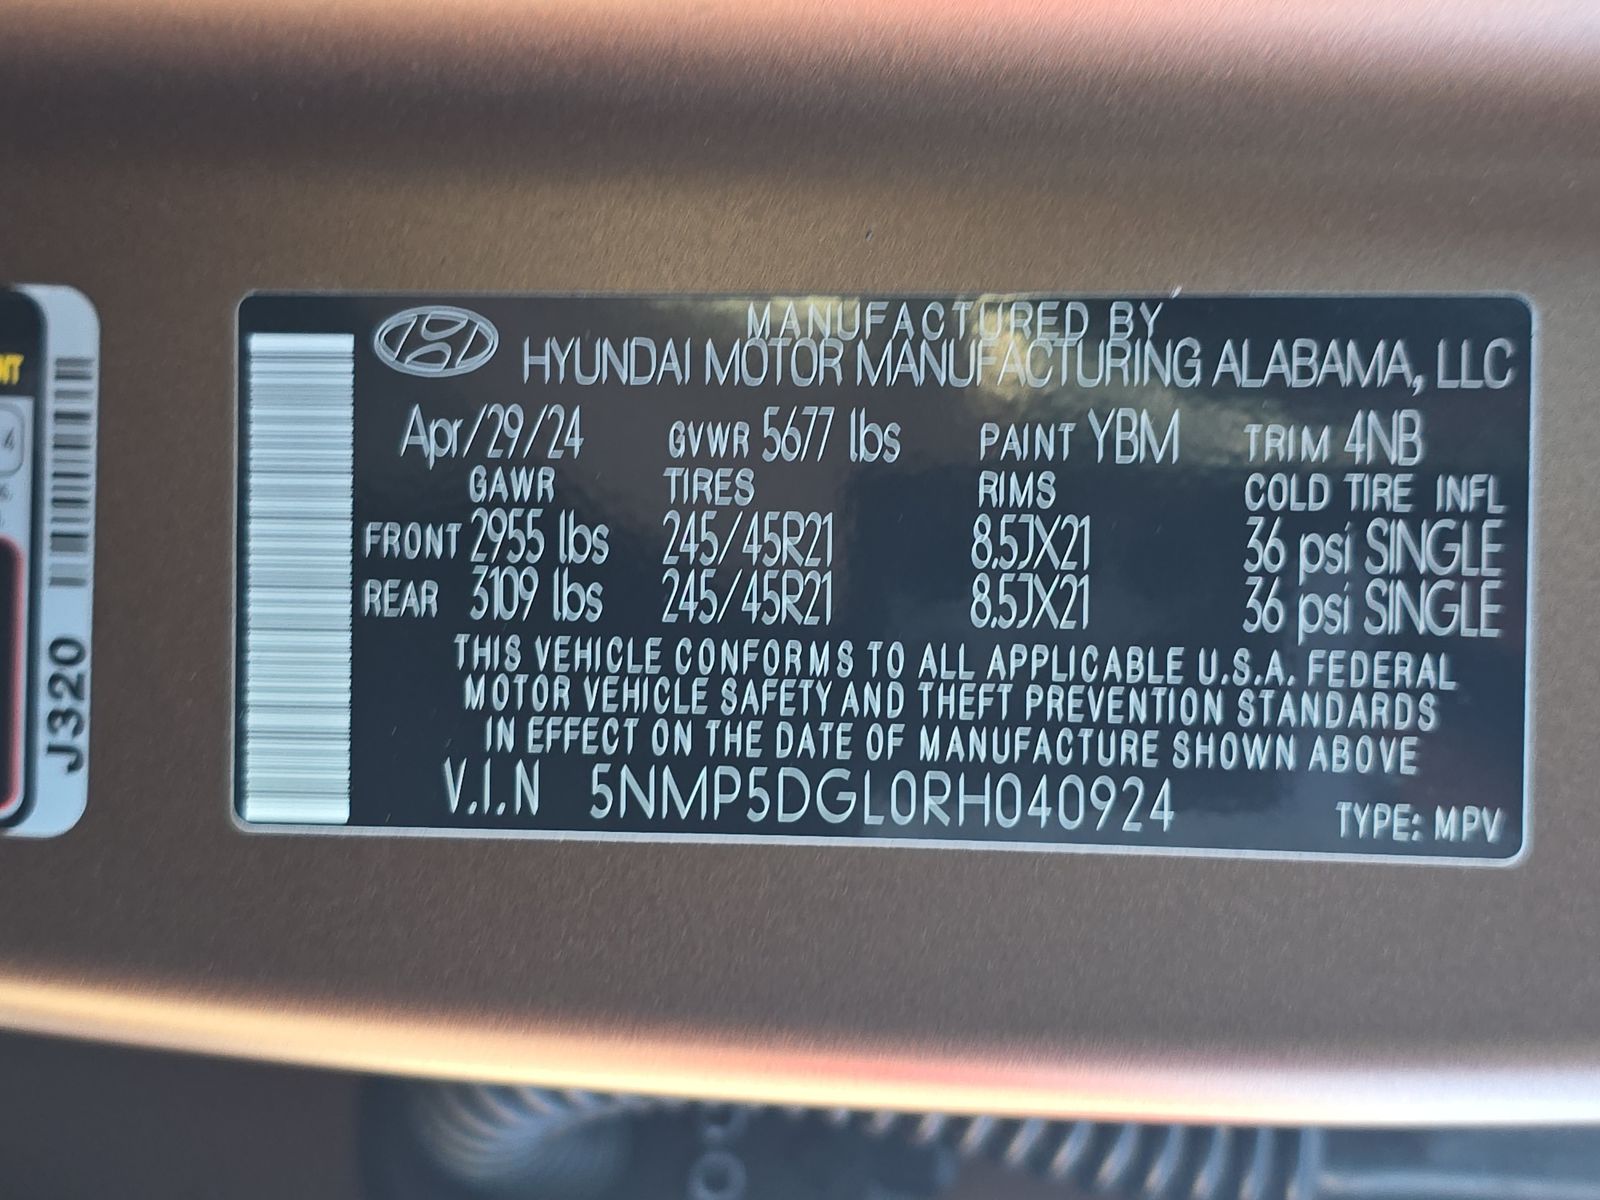 MANUFACTURED BY
HYUNDAI MOTOR MANUFACTURING ALABAMA, LLC
Apr/29/24 GVWR 5677 lbs PAINT YBM TRIM 4NB
GAWR TIRES RIMS COLD TIRE INFL
FRONT 2955 lbs 245/45R21 8.5JX21 36 psi SINGLE
REAR 3109 lbs 245/45R21 8.5JX21 36 psi SINGLE
THIS VEHICLE CONFORMS TO ALL APPLICABLE U.S.A. FEDERAL
MOTOR VEHICLE SAFETY AND THEFT PREVENTION STANDARDS
IN EFFECT ON THE DATE OF MANUFACTURE SHOWN ABOVE
V.I.N 5NMP5DGL0RH040924 TYPE: MPV
4
J320